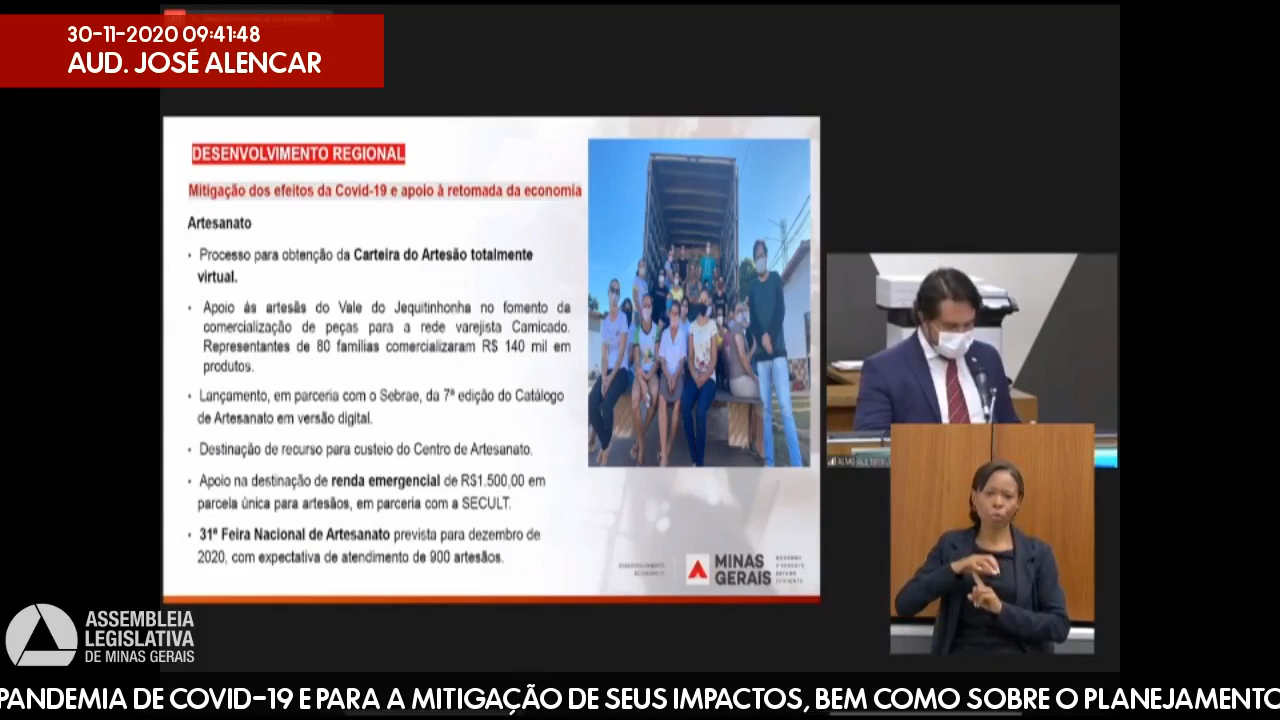 30-11-2020 09:41:48
AUD. JOSÉ ALENCAR
DESENVOLVIMENTO REGIONAL
Mitigação dos efeitos da Covid-19 e apoio à retomada da economia
Artesanato
• Processo para obtenção da Carteira do Artesão totalmente
virtual.
• Apoio às artesãs do Vale do Jequitinhonha no fomento da
comercialização de peças para a rede varejista Camicado.
Representantes de 80 famílias comercializaram R$ 140 mil em
produtos.
• Lançamento, em parceria com o Sebrae, da 7ª edição do Catálogo
de Artesanato em versão digital.
• Destinação de recurso para custeio do Centro de Artesanato.
• Apoio na destinação de renda emergencial de R$1.500,00 em
parcela única para artesãos, em parceria com a SECULT.
• 31ª Feira Nacional de Artesanato prevista para dezembro de
2020, com expectativa de atendimento de 900 artesãos.
DESENVOLVIMENTO
ECONÔMICO
MINAS
GERAIS
ASSEMBLEIA
LEGISLATIVA
DE MINAS GERAIS
PANDEMIA DE COVID-19 E PARA A MITIGAÇÃO DE SEUS IMPACTOS, BEM COMO SOBRE O PLANEJAMENTO